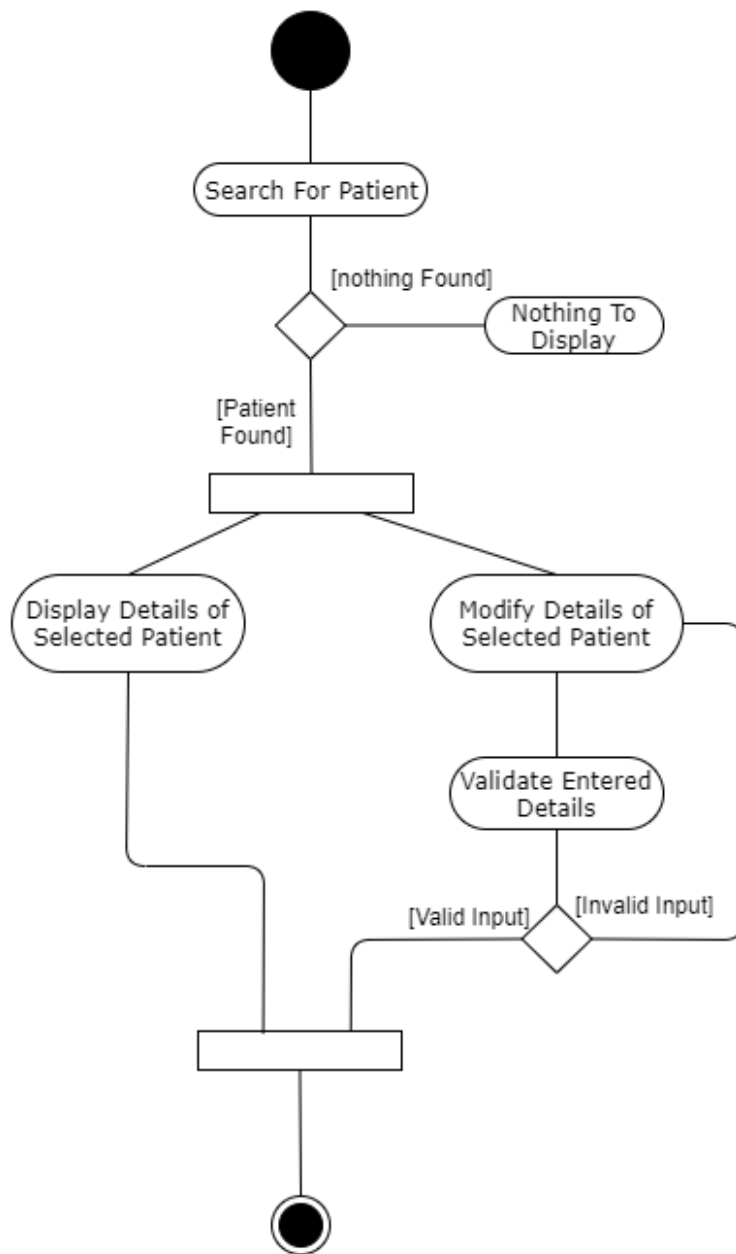 Search For Patient
[nothing Found]
Nothing To
Display
[Patient
Found]
Display Details of
Selected Patient
Modify Details of
Selected Patient
Validate Entered
Details
[Valid Input]
[Invalid Input]